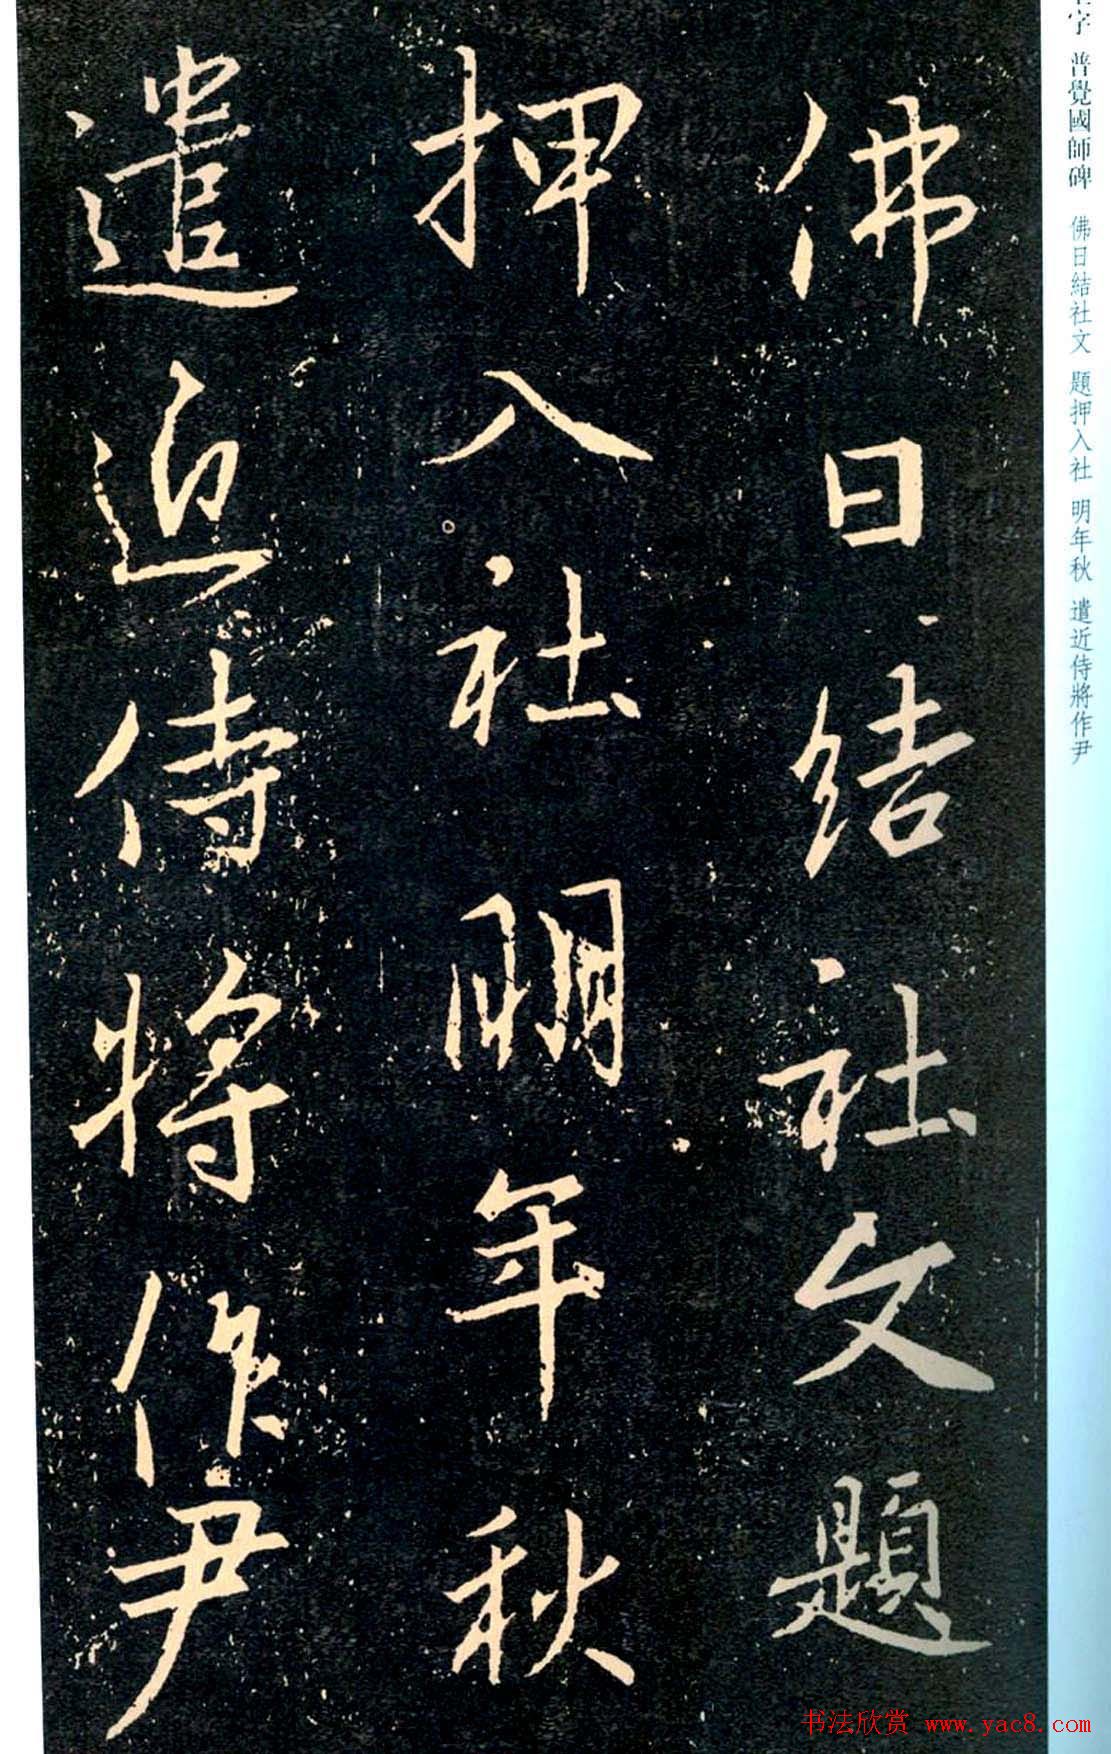 佛日結社文題
押入社明年秋
遣近侍將作尹
字 普覺國師碑 佛日結社文 題押入社 明年秋 遣近侍將作尹
书法欣赏 www.yac8.com